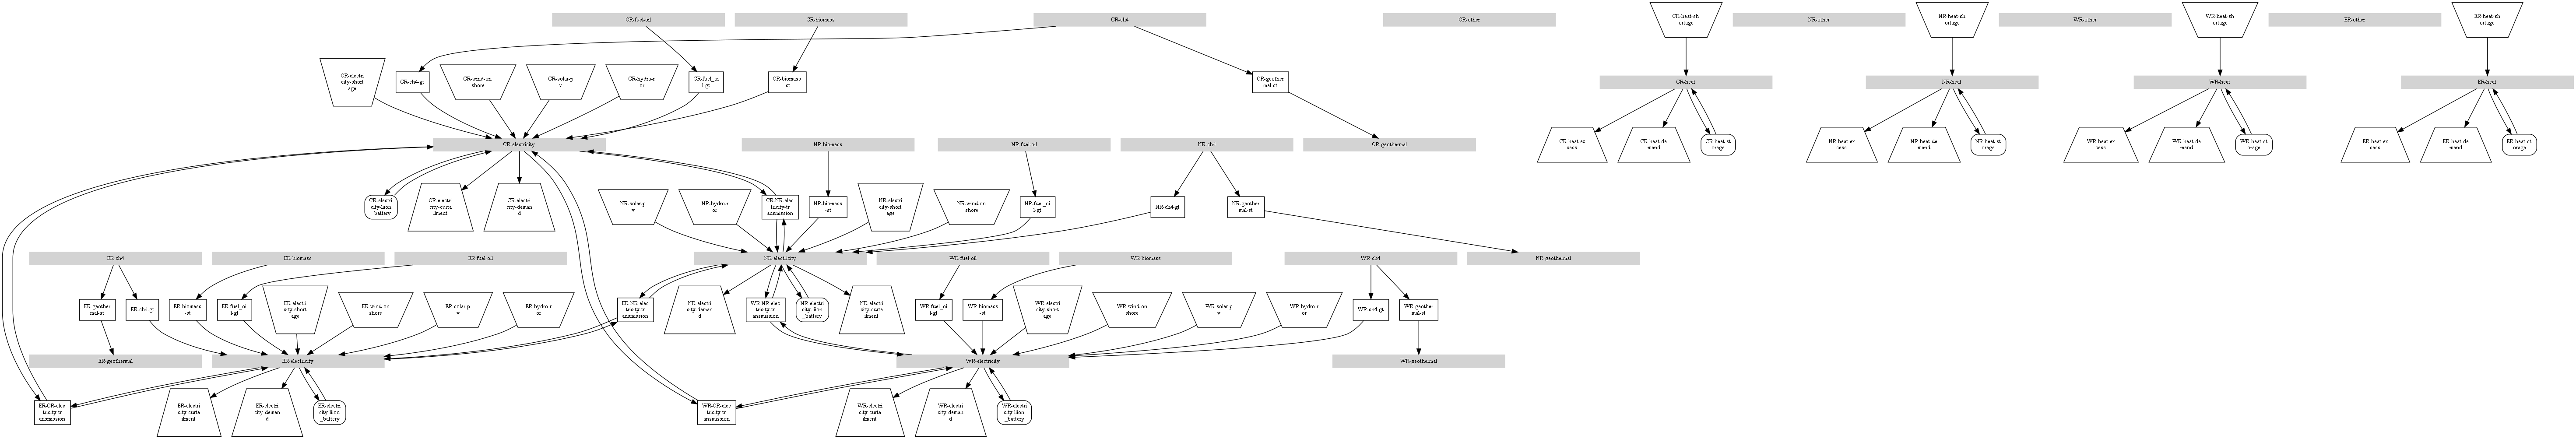 CR-fuel-oil
CR-biomass
CR-ch4
CR-other
CR-heat-sh
ortage
NR-other
NR-heat-sh
ortage
WR-other
WR-heat-sh
ortage
ER-other
ER-heat-sh
ortage
CR-electri
city-short
age
CR-ch4-gt
CR-wind-on
shore
CR-solar-p
v
CR-hydro-r
or
CR-fuel_oi
l-gt
CR-biomass
-st
CR-geother
mal-st
CR-heat
NR-heat
WR-heat
ER-heat
CR-electricity
NR-biomass
NR-fuel-oil
NR-ch4
CR-geothermal
CR-heat-ex
cess
CR-heat-de
mand
CR-heat-st
orage
NR-heat-ex
cess
NR-heat-de
mand
NR-heat-st
orage
WR-heat-ex
cess
WR-heat-de
mand
WR-heat-st
orage
ER-heat-ex
cess
ER-heat-de
mand
ER-heat-st
orage
CR-electri
city-liion
_battery
CR-electri
city-curta
ilment
CR-electri
city-deman
d
NR-solar-p
v
NR-hydro-r
or
CR-NR-elec
tricity-tr
ansmission
NR-biomass
-st
NR-electri
city-short
age
NR-wind-on
shore
NR-fuel_oi
l-gt
NR-ch4-gt
NR-geother
mal-st
ER-ch4
ER-biomass
ER-fuel-oil
NR-electricity
WR-fuel-oil
WR-biomass
WR-ch4
NR-geothermal
ER-geother
mal-st
ER-ch4-gt
ER-biomass
-st
ER-fuel_oi
l-gt
ER-electri
city-short
age
ER-wind-on
shore
ER-solar-p
v
ER-hydro-r
or
ER-NR-elec
tricity-tr
ansmission
NR-electri
city-deman
d
WR-NR-elec
tricity-tr
ansmission
NR-electri
city-liion
_battery
NR-electri
city-curta
ilment
WR-fuel_oi
l-gt
WR-biomass
-st
WR-electri
city-short
age
WR-wind-on
shore
WR-solar-p
v
WR-hydro-r
or
WR-ch4-gt
WR-geother
mal-st
ER-geothermal
ER-electricity
WR-electricity
WR-geothermal
ER-CR-elec
tricity-tr
ansmission
ER-electri
city-curta
ilment
ER-electri
city-deman
d
ER-electri
city-liion
_battery
WR-CR-elec
tricity-tr
ansmission
WR-electri
city-curta
ilment
WR-electri
city-deman
d
WR-electri
city-liion
_battery